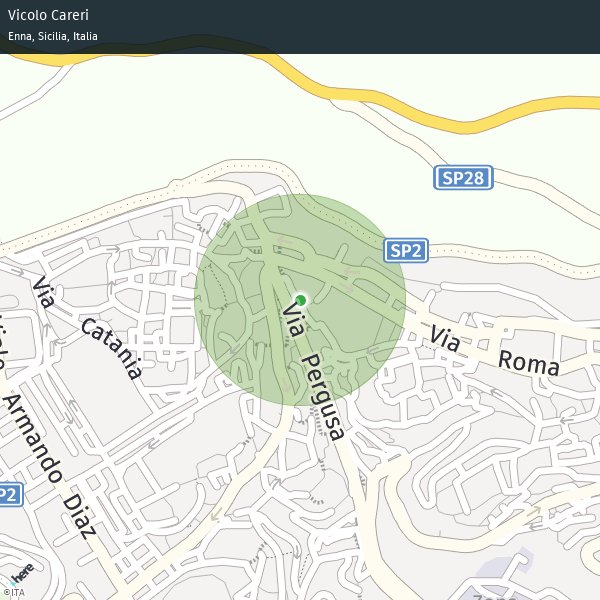 Vicolo Careri
Enna, Sicilia, Italia
SP28
SP2
Via
Catania
Via Pergusa
Via Roma
Viale Armando Diaz
SP2
here
©ITA